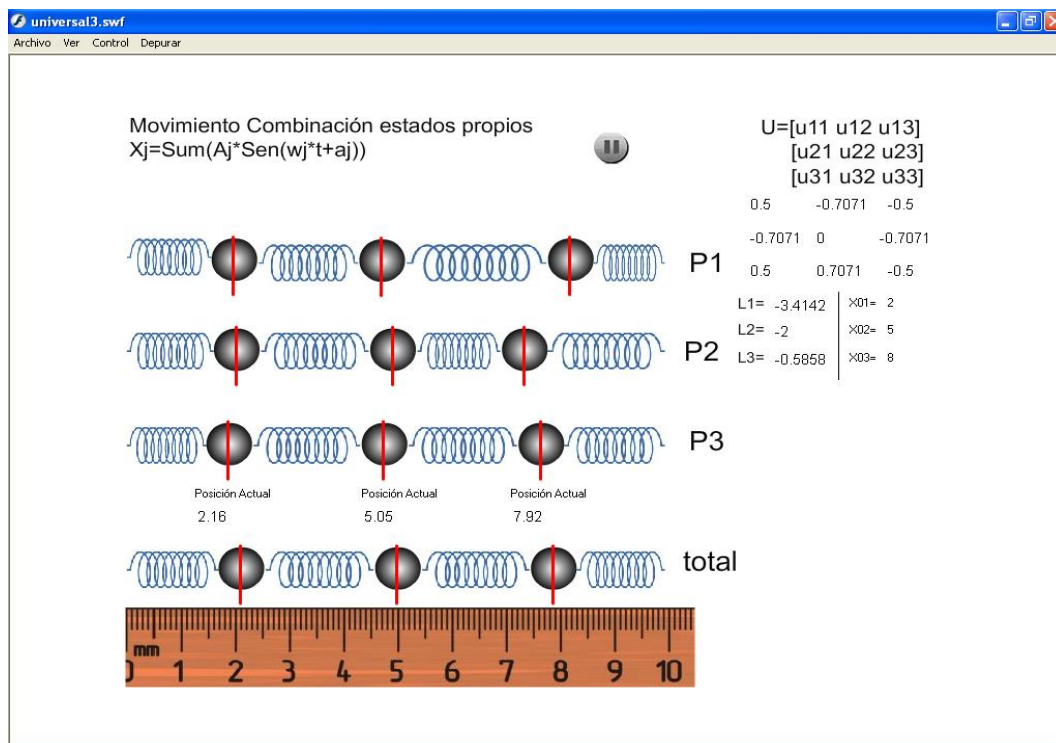 universal3.swf
Archivo Ver Control Depurar
Movimiento Combinación estados propios
Xj=Sum(Aj*Sen(wj*t+aj))
U=[u11 u12 u13]
[u21 u22 u23]
[u31 u32 u33]
0.5 -0.7071 -0.5
-0.7071 0 -0.7071
0.5 0.7071 -0.5
P1
L1= -3.4142 X01= 2
L2= -2 X02= 5
L3= -0.5858 X03= 8
P2
P3
Posición Actual Posición Actual Posición Actual
2.16 5.05 7.92
total
mm
0 1 2 3 4 5 6 7 8 9 10